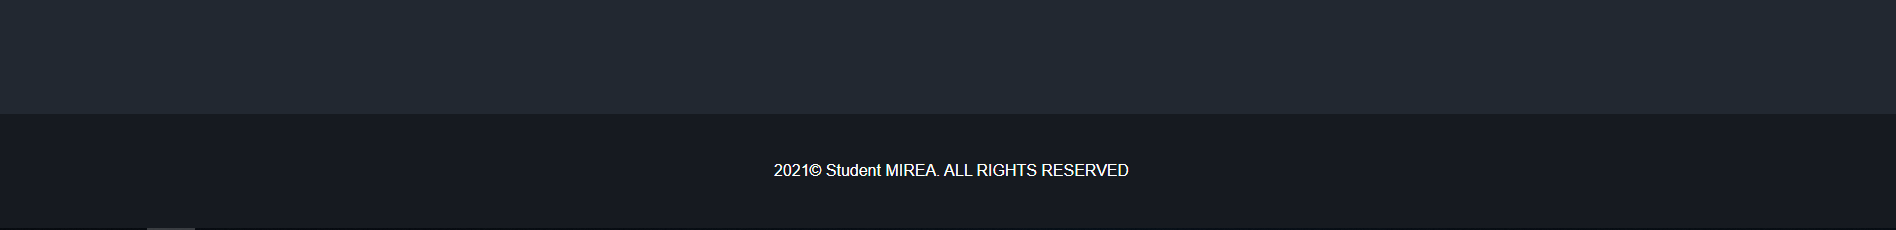 2021© Student MIREA. ALL RIGHTS RESERVED